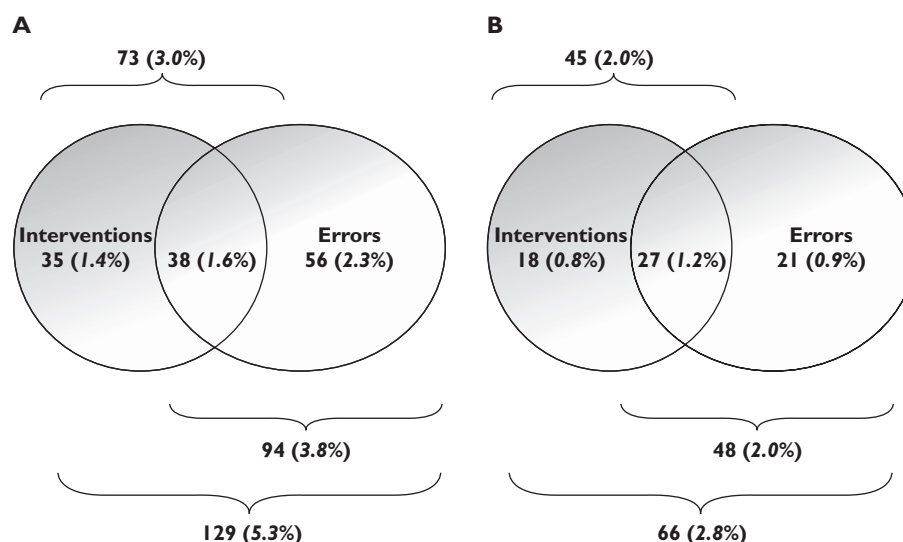 A
73 (3.0%)
Interventions
35 (1.4%)
38 (1.6%)
Errors
56 (2.3%)
94 (3.8%)
129 (5.3%)
B
45 (2.0%)
Interventions
18 (0.8%)
27 (1.2%)
Errors
21 (0.9%)
48 (2.0%)
66 (2.8%)